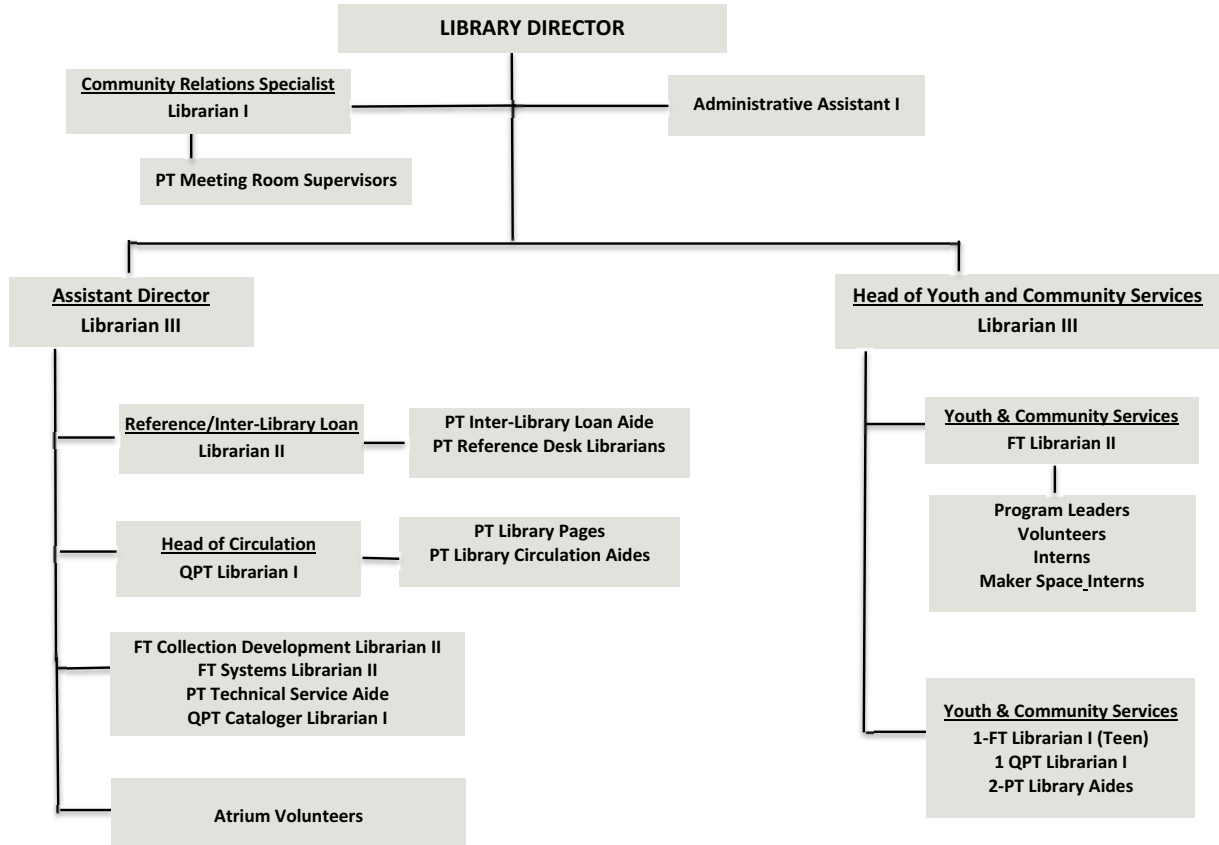 LIBRARY DIRECTOR
Community Relations Specialist
Librarian I
Administrative Assistant I
PT Meeting Room Supervisors
Assistant Director
Librarian III
Head of Youth and Community Services
Librarian III
Reference/Inter-Library Loan
Librarian II
PT Inter-Library Loan Aide
PT Reference Desk Librarians
Youth & Community Services
FT Librarian II
Program Leaders
Volunteers
Interns
Maker Space Interns
Head of Circulation
QPT Librarian I
PT Library Pages
PT Library Circulation Aides
FT Collection Development Librarian II
FT Systems Librarian II
PT Technical Service Aide
QPT Cataloger Librarian I
Youth & Community Services
1-FT Librarian I (Teen)
1 QPT Librarian I
2-PT Library Aides
Atrium Volunteers